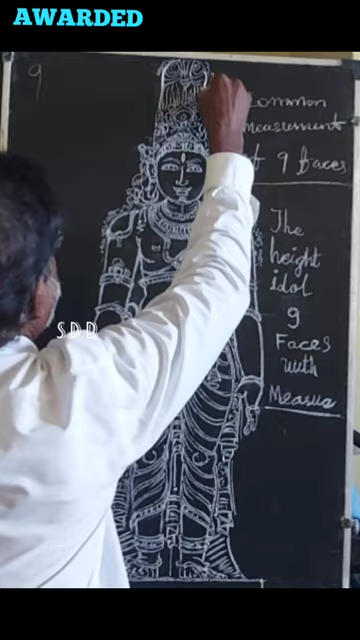 AWARDED
9
Common
measurement
of 9 faces
The
height
idol
9
Faces
with
Measure
SDD